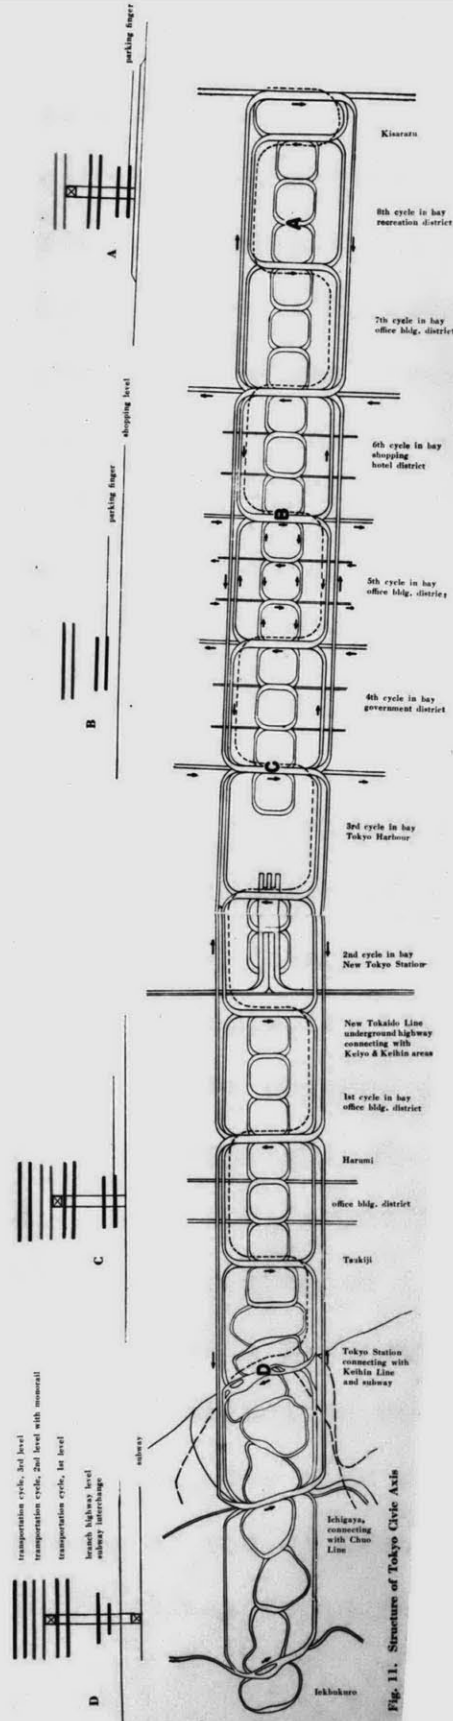 parking finger
A
shopping level
parking finger
B
C
transportation cycle, 3rd level
transportation cycle, 2nd level with monorail
transportation cycle, 1st level
branch highway level
subway interchange
subway
D
Kisarazu
8th cycle in bay
recreation district
A
7th cycle in bay
office bldg. district
6th cycle in bay
shopping
hotel district
B
5th cycle in bay
office bldg. district
4th cycle in bay
government district
C
3rd cycle in bay
Tokyo Harbour
2nd cycle in bay
New Tokyo Station
New Tokaido Line
underground highway
connecting with
Keiyo & Keihin areas
1st cycle in bay
office bldg. district
Harumi
office bldg. district
Tsukiji
Tokyo Station
connecting with
Keihin Line
and subway
D
Ichigaya,
connecting
with Chuo
Line
Iekbukuro
Fig. 11. Structure of Tokyo Civic Axis